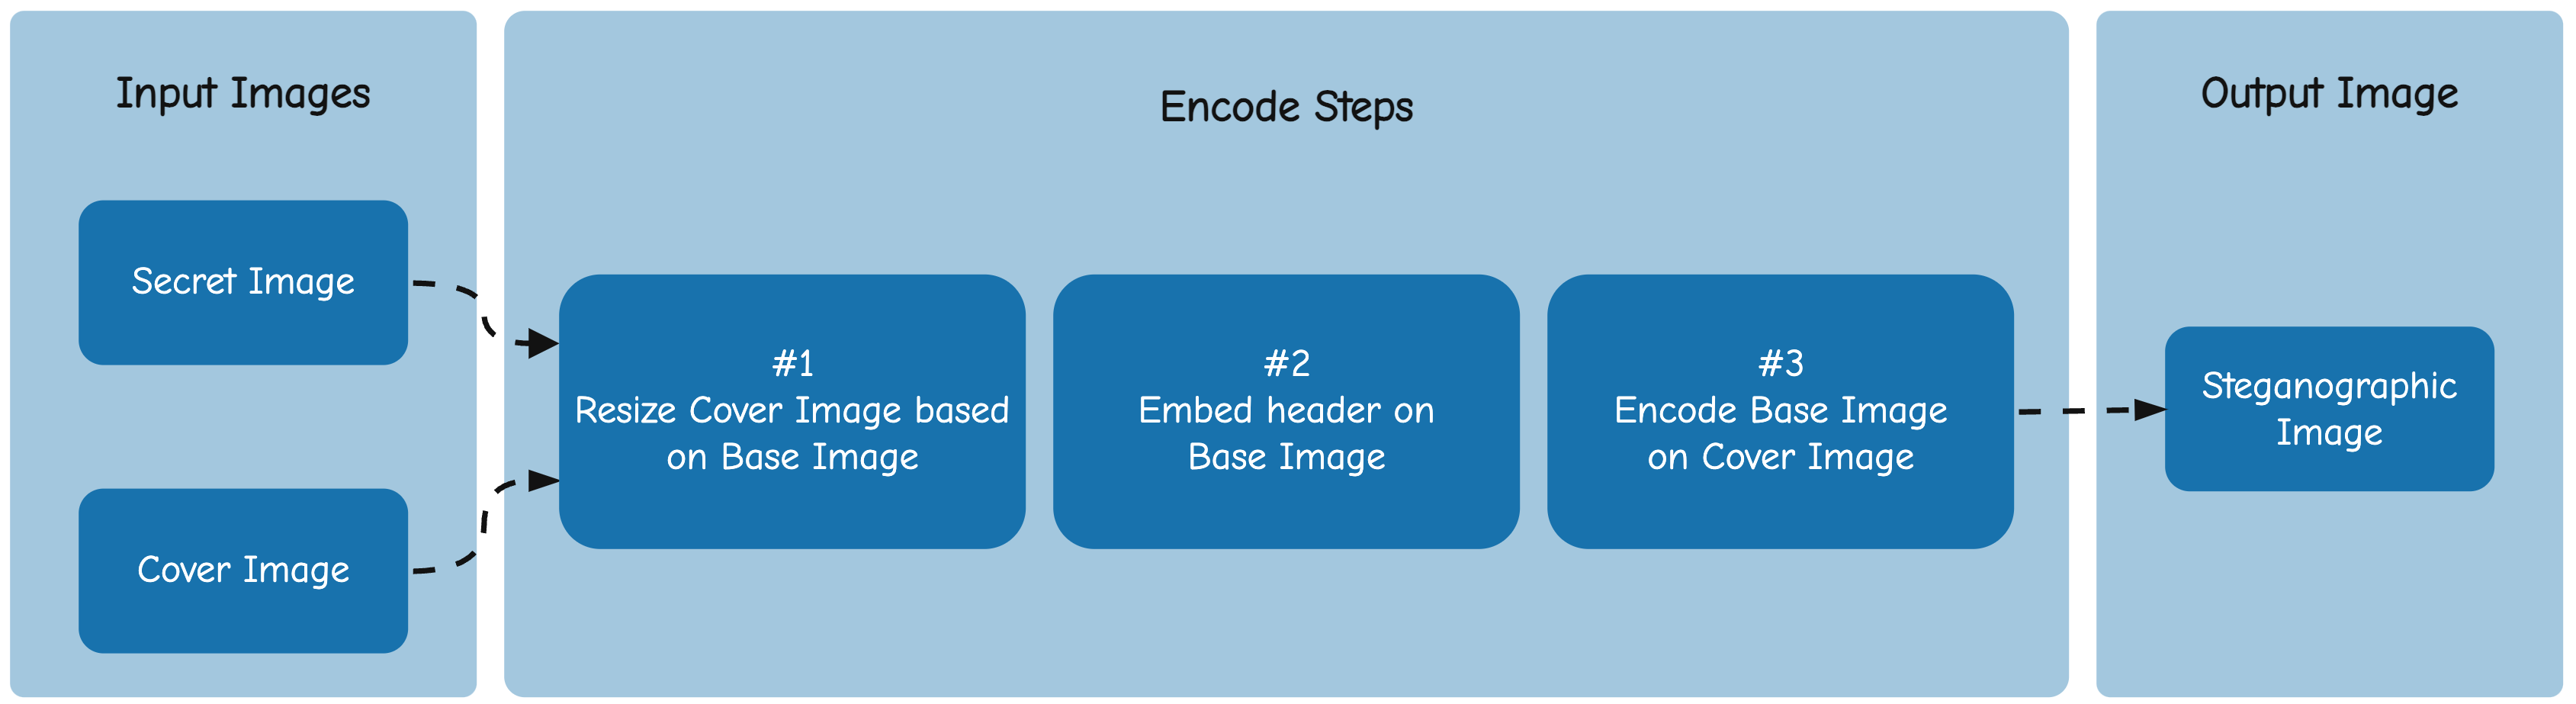 Input Images
Secret Image
Cover Image
Encode Steps
#1
Resize Cover Image based
on Base Image
#2
Embed header on
Base Image
#3
Encode Base Image
on Cover Image
Output Image
Steganographic
Image